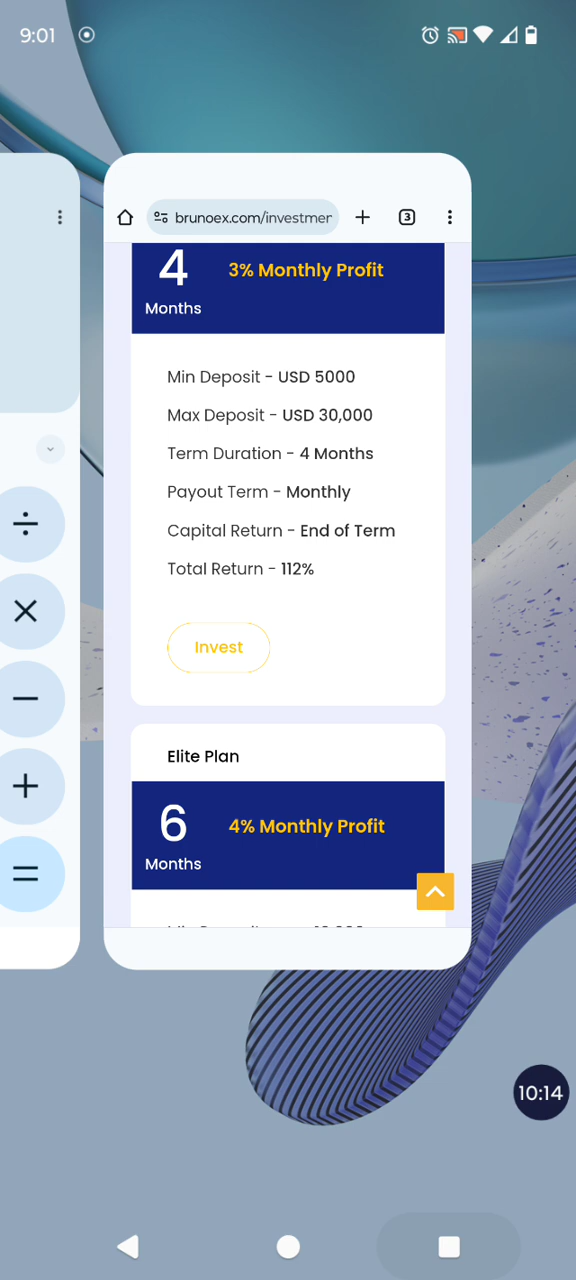 9:01
brunoex.com/investmer
3
4
3% Monthly Profit
Months
Min Deposit - USD 5000
Max Deposit - USD 30,000
Term Duration - 4 Months
Payout Term - Monthly
Capital Return - End of Term
Total Return - 112%
Invest
Elite Plan
6
4% Monthly Profit
Months
÷
×
−
+
=
10:14